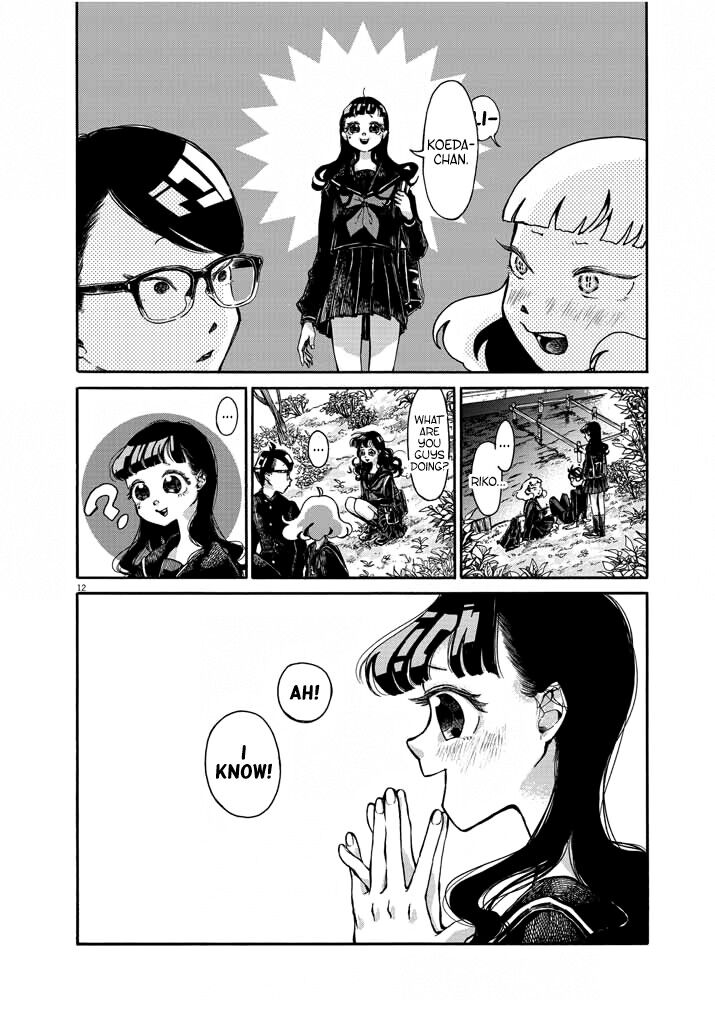 LI-
KOEDA-
CHAN.
...
RIKO...
WHAT
ARE
YOU
GUYS
DOING?
...
...
?
12
AH!
I
KNOW!